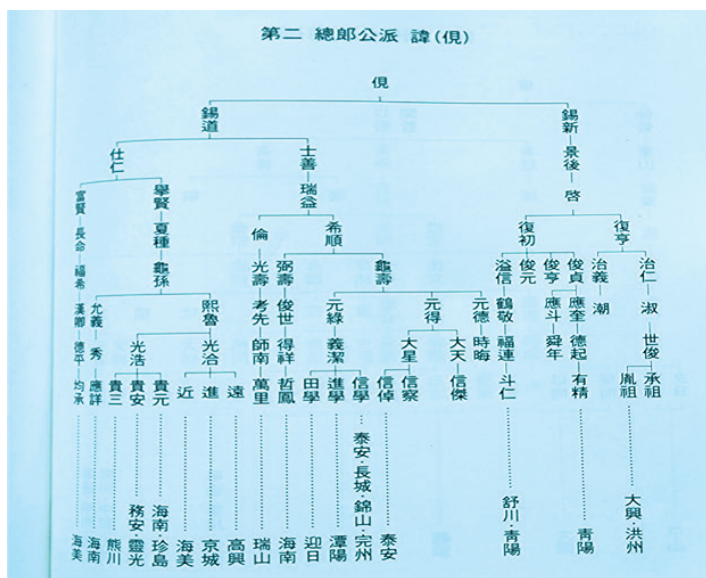 第二 總郎公派 諱(俔)
俔
錫新─景後─啓
復亨
治仁─淑─世俊
承祖
胤祖
大興·洪州
治義─潮
復初
俊貞─應奎─德起─有精
靑陽
俊亨─應斗─舜年
俊元
溢信─鶴敬─福連─斗仁
舒川·靑陽
錫道
士善─瑞益
希順
龜壽
元德─時晦
元得
大天─信傑
大星
信察
信倬
泰安
元綠─義潔
信學
泰安·長城·錦山·完州
進學
潭陽
田學
迎日
弼壽─俊世─得祥─哲鳳
海南
倫
光壽─考先─師南─萬里
瑞山
仕仁
擧賢─夏種─龜孫
熙魯
光洽
遠
高興
進
京城
近
海美
光浩
貴元
海南·珍島
貴安
務安·靈光
貴三
熊川
允義─秀─應詳
海南
富賢─長命─福希─漢卿─德平─均承
海美